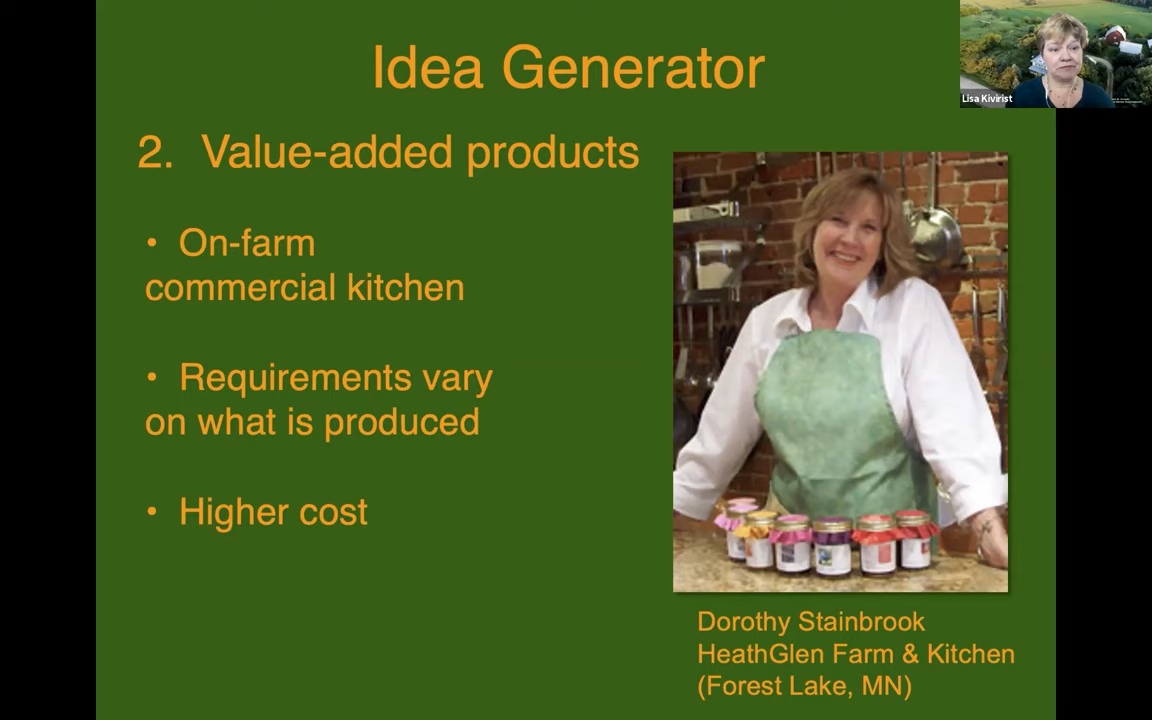 Idea Generator
Lisa Kivirist
2. Value-added products
• On-farm
commercial kitchen
• Requirements vary
on what is produced
• Higher cost
Dorothy Stainbrook
HeathGlen Farm & Kitchen
(Forest Lake, MN)